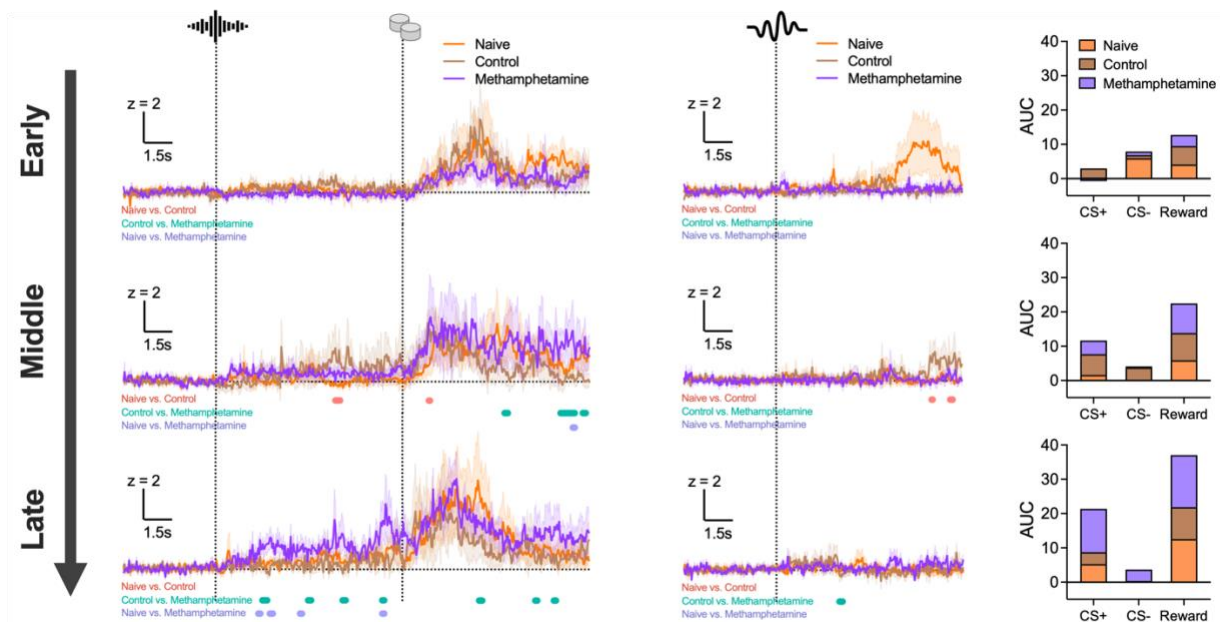 Naive
Control
Methamphetamine
Naive
Control
Methamphetamine
40
30
20
10
0
AUC
Naive
Control
Methamphetamine
CS+ CS- Reward
Early
z = 2
1.5s
z = 2
1.5s
Naive vs. Control
Control vs. Methamphetamine
Naive vs. Methamphetamine
Naive vs. Control
Control vs. Methamphetamine
Naive vs. Methamphetamine
Middle
z = 2
1.5s
z = 2
1.5s
40
30
20
10
0
AUC
CS+ CS- Reward
Naive vs. Control
Control vs. Methamphetamine
Naive vs. Methamphetamine
Naive vs. Control
Control vs. Methamphetamine
Naive vs. Methamphetamine
Late
z = 2
1.5s
z = 2
1.5s
40
30
20
10
0
AUC
CS+ CS- Reward
Naive vs. Control
Control vs. Methamphetamine
Naive vs. Methamphetamine
Naive vs. Control
Control vs. Methamphetamine
Naive vs. Methamphetamine